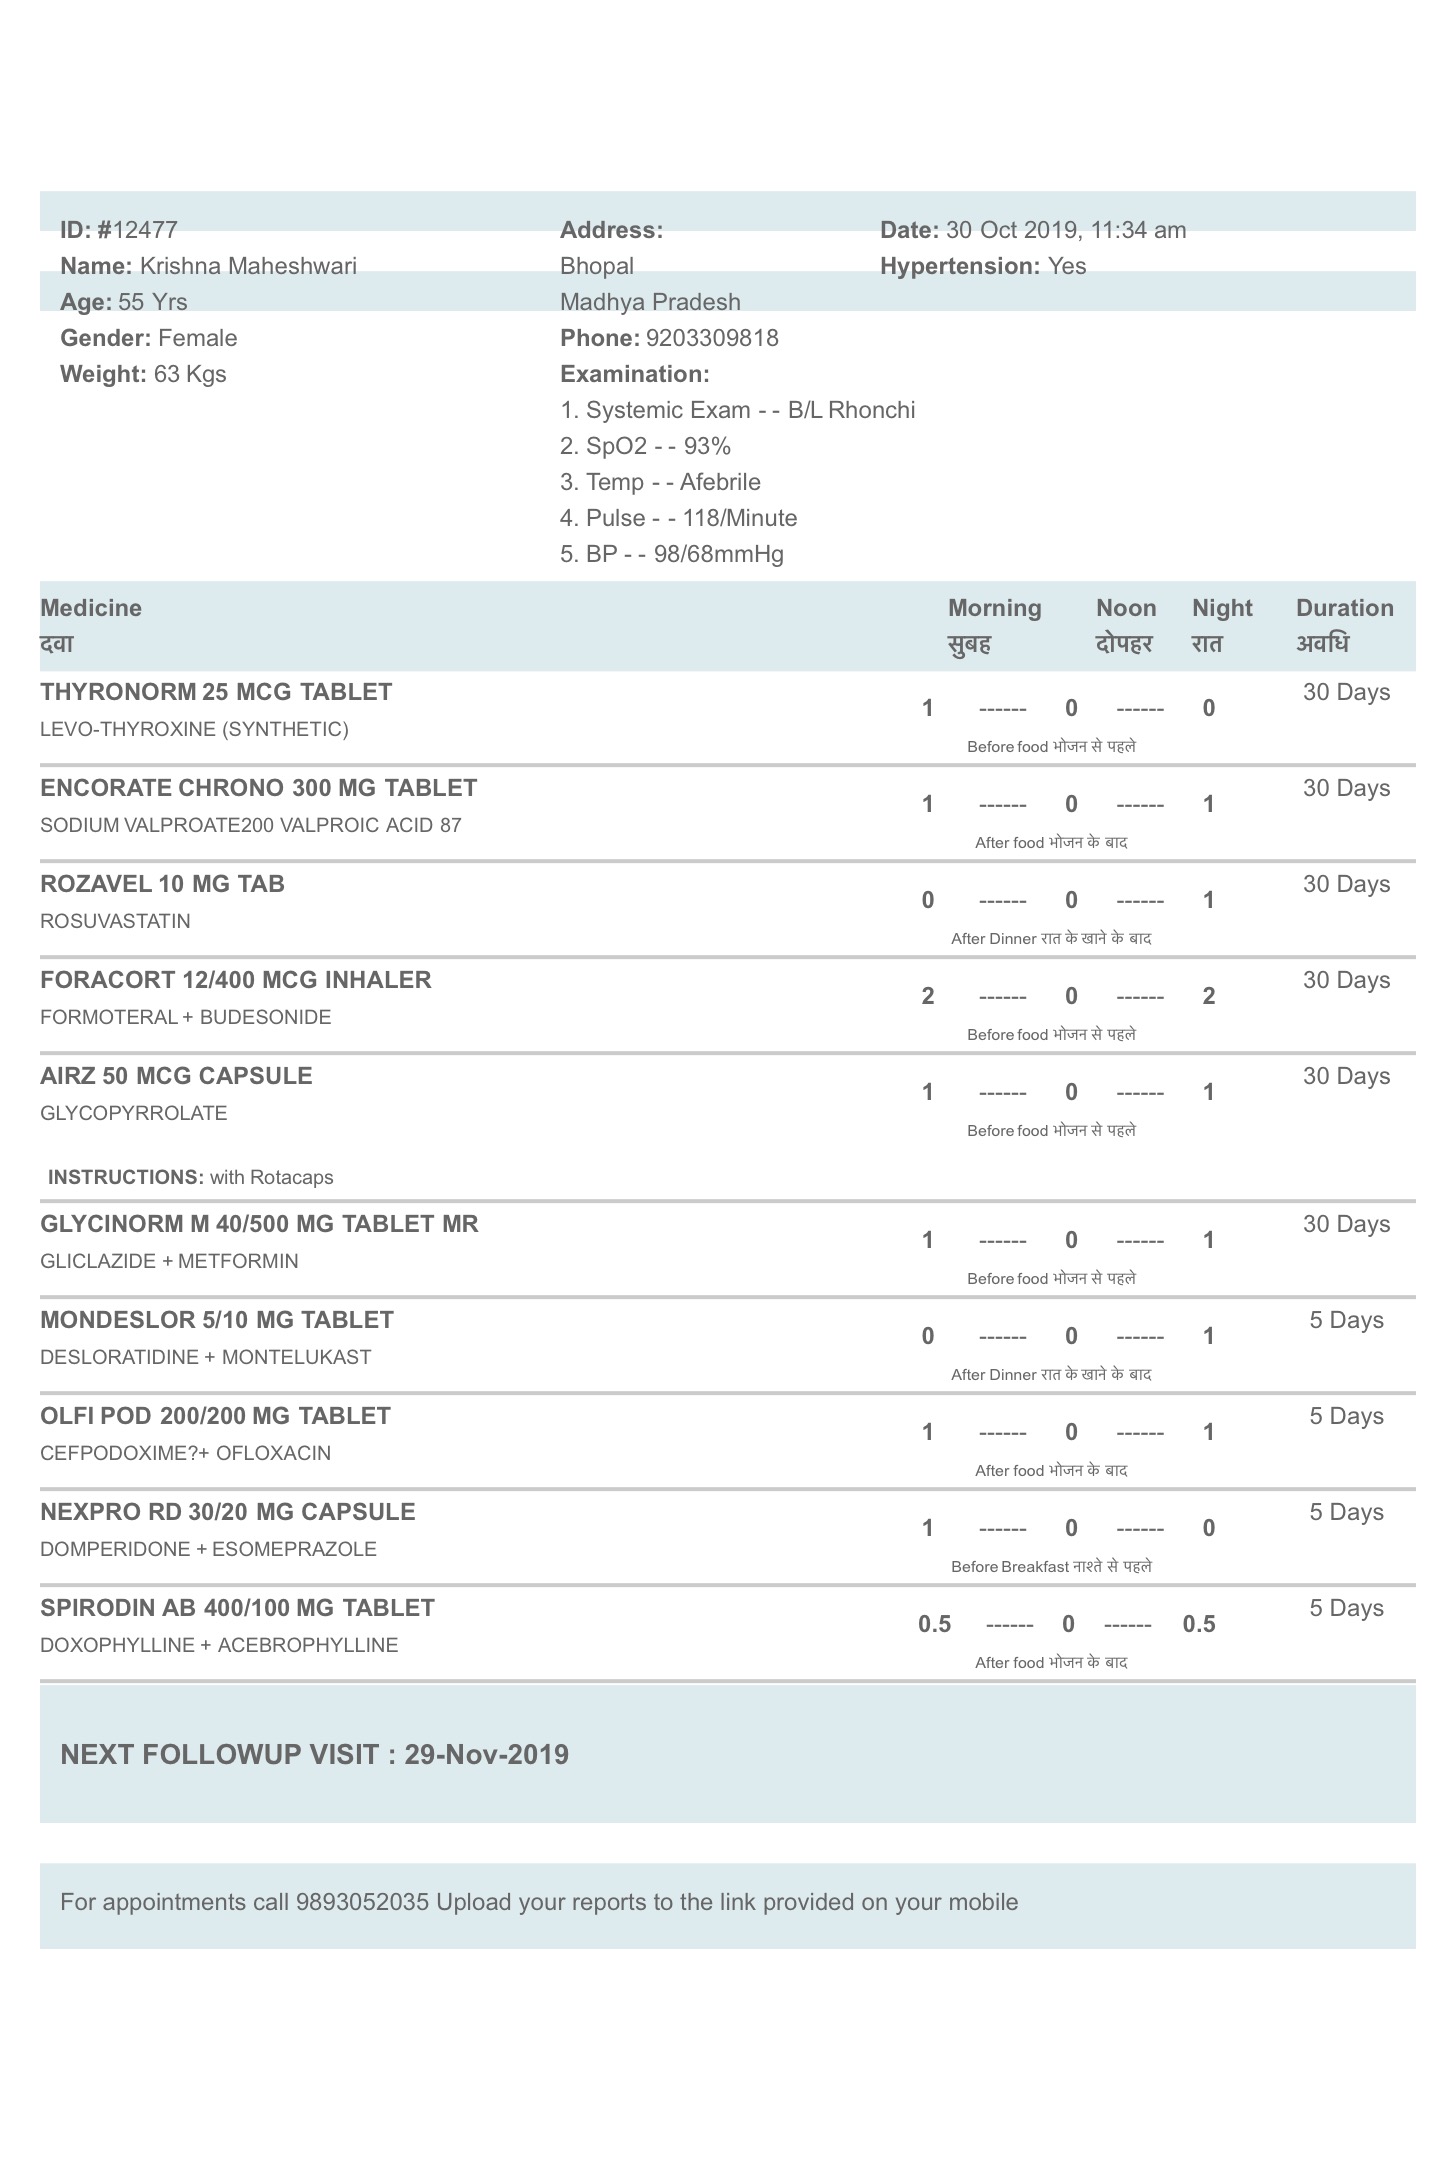 ID: #12477
Name: Krishna Maheshwari
Age: 55 Yrs
Gender: Female
Weight: 63 Kgs
Address:
Bhopal
Madhya Pradesh
Phone: 9203309818
Examination:
1. Systemic Exam - - B/L Rhonchi
2. SpO2 - - 93%
3. Temp - - Afebrile
4. Pulse - - 118/Minute
5. BP - - 98/68mmHg
Date: 30 Oct 2019, 11:34 am
Hypertension: Yes
Medicine Morning Noon Night Duration
दवा सुबह दोपहर रात अवधि
THYRONORM 25 MCG TABLET 30 Days
1 ------ 0 ------ 0
LEVO-THYROXINE (SYNTHETIC)
Before food भोजन से पहले
ENCORATE CHRONO 300 MG TABLET 30 Days
1 ------ 0 ------ 1
SODIUM VALPROATE200 VALPROIC ACID 87
After food भोजन के बाद
ROZAVEL 10 MG TAB 30 Days
0 ------ 0 ------ 1
ROSUVASTATIN
After Dinner रात के खाने के बाद
FORACORT 12/400 MCG INHALER 30 Days
2 ------ 0 ------ 2
FORMOTERAL + BUDESONIDE
Before food भोजन से पहले
AIRZ 50 MCG CAPSULE 30 Days
1 ------ 0 ------ 1
GLYCOPYRROLATE
Before food भोजन से पहले
INSTRUCTIONS: with Rotacaps
GLYCINORM M 40/500 MG TABLET MR 30 Days
1 ------ 0 ------ 1
GLICLAZIDE + METFORMIN
Before food भोजन से पहले
MONDESLOR 5/10 MG TABLET 5 Days
0 ------ 0 ------ 1
DESLORATIDINE + MONTELUKAST
After Dinner रात के खाने के बाद
OLFI POD 200/200 MG TABLET 5 Days
1 ------ 0 ------ 1
CEFPODOXIME?+ OFLOXACIN
After food भोजन के बाद
NEXPRO RD 30/20 MG CAPSULE 5 Days
1 ------ 0 ------ 0
DOMPERIDONE + ESOMEPRAZOLE
Before Breakfast नाश्ते से पहले
SPIRODIN AB 400/100 MG TABLET 5 Days
0.5 ------ 0 ------ 0.5
DOXOPHYLLINE + ACEBROPHYLLINE
After food भोजन के बाद
NEXT FOLLOWUP VISIT : 29-Nov-2019
For appointments call 9893052035 Upload your reports to the link provided on your mobile